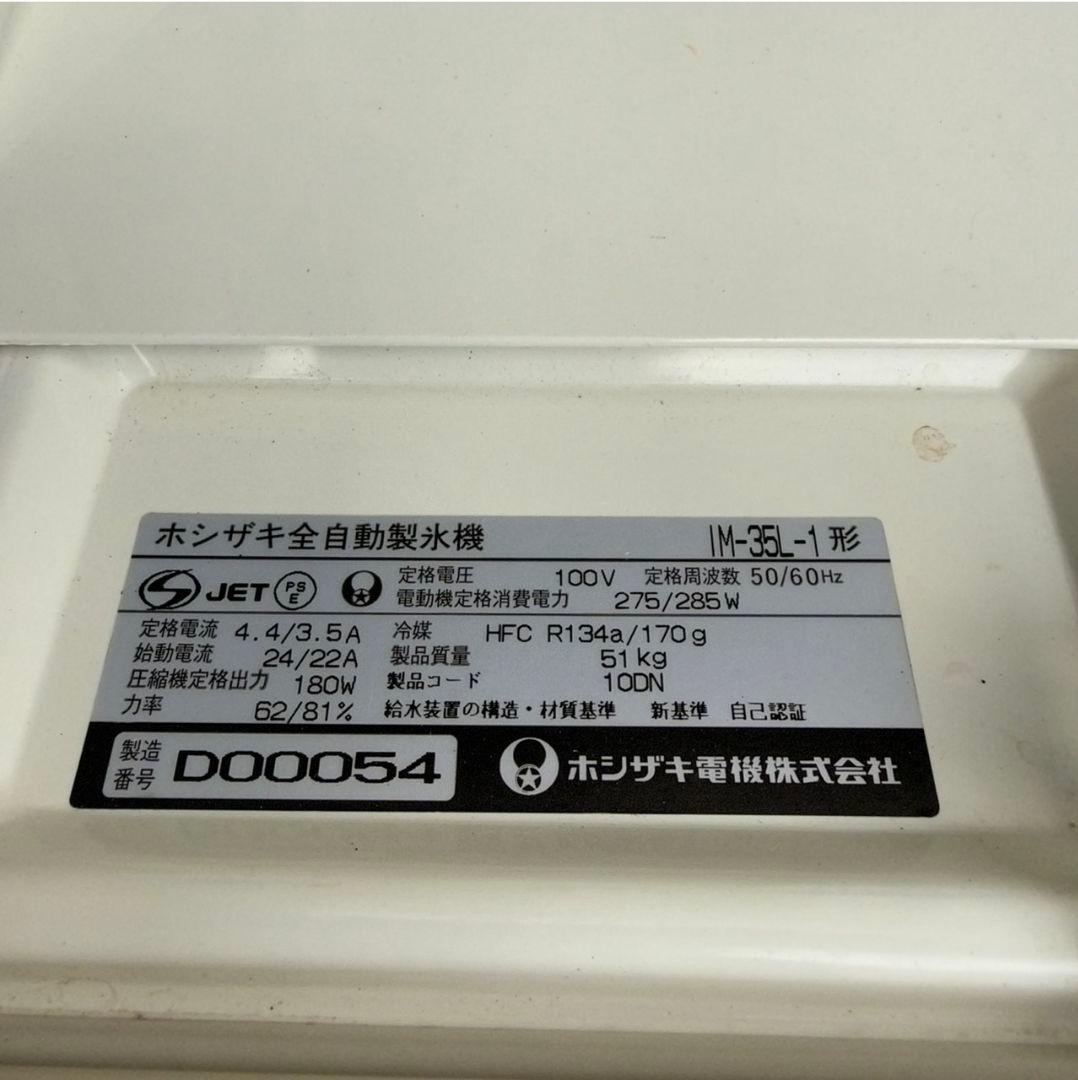 ホシザキ全自動製氷機 IM-35L-1形
JET PSE 定格電圧 100V 定格周波数 50/60Hz
電動機定格消費電力 275/285W
定格電流 4.4/3.5A 冷媒 HFC R134a/170g
始動電流 24/22A 製品質量 51kg
圧縮機定格出力 180W 製品コード 10DN
力率 62/81% 給水装置の構造・材質基準 新基準 自己認証
製造番号 D00054 ホシザキ電機株式会社